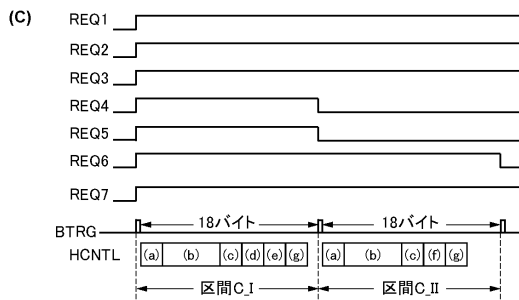 (C)
REQ1
REQ2
REQ3
REQ4
REQ5
REQ6
REQ7
18バイト 18バイト
BTRG
HCNTL (a) (b) (c) (d) (e) (g) (a) (b) (c) (f) (g)
区間C_I 区間C_II